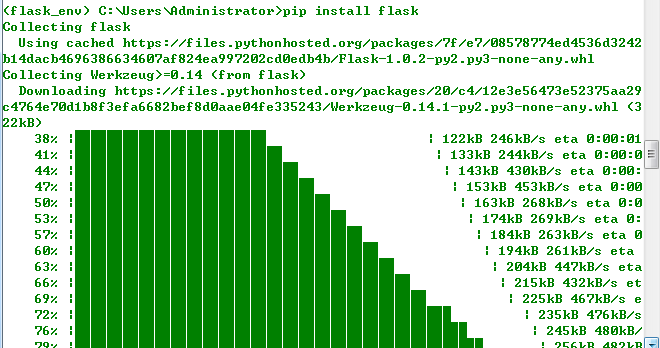 (flask_env) C:\Users\Administrator>pip install flask
Collecting flask
Using cached https://files.pythonhosted.org/packages/7f/e7/08578774ed4536d3242
b14dacb4696386634607af824ea997202cd0edb4b/Flask-1.0.2-py2.py3-none-any.whl
Collecting Werkzeug>=0.14 (from flask)
Downloading https://files.pythonhosted.org/packages/20/c4/12e3e56473e52375aa29
c4764e70d1b8f3efa6682bef8d0aae04fe335243/Werkzeug-0.14.1-py2.py3-none-any.whl (3
22kB)
38% | | 122kB 246kB/s eta 0:00:01
41% | | 133kB 244kB/s eta 0:00:0
44% | | 143kB 430kB/s eta 0:00:
47% | | 153kB 453kB/s eta 0:00
50% | | 163kB 268kB/s eta 0:0
53% | | 174kB 269kB/s eta 0:
57% | | 184kB 263kB/s eta 0
60% | | 194kB 261kB/s eta
63% | | 204kB 447kB/s eta
66% | | 215kB 432kB/s et
69% | | 225kB 467kB/s e
72% | | 235kB 476kB/s
76% | | 245kB 480kB/
79% | | 256kB 482kB